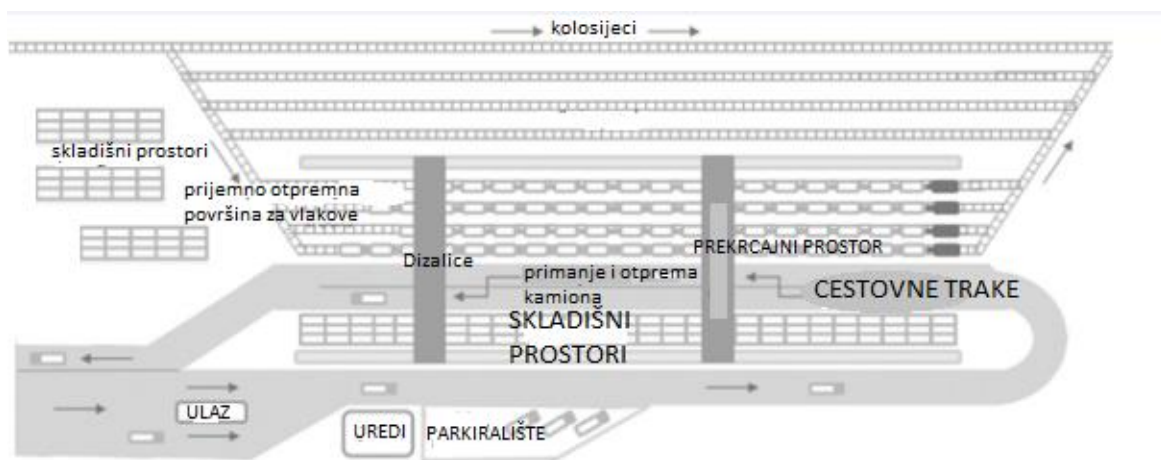 kolosijeci
skladišni prostori
prijemno otpremna
površina za vlakove
PREKRCAJNI PROSTOR
Dizalice
primanje i otprema
kamiona
CESTOVNE TRAKE
SKLADIŠNI
PROSTORI
ULAZ
UREDI
PARKIRALIŠTE